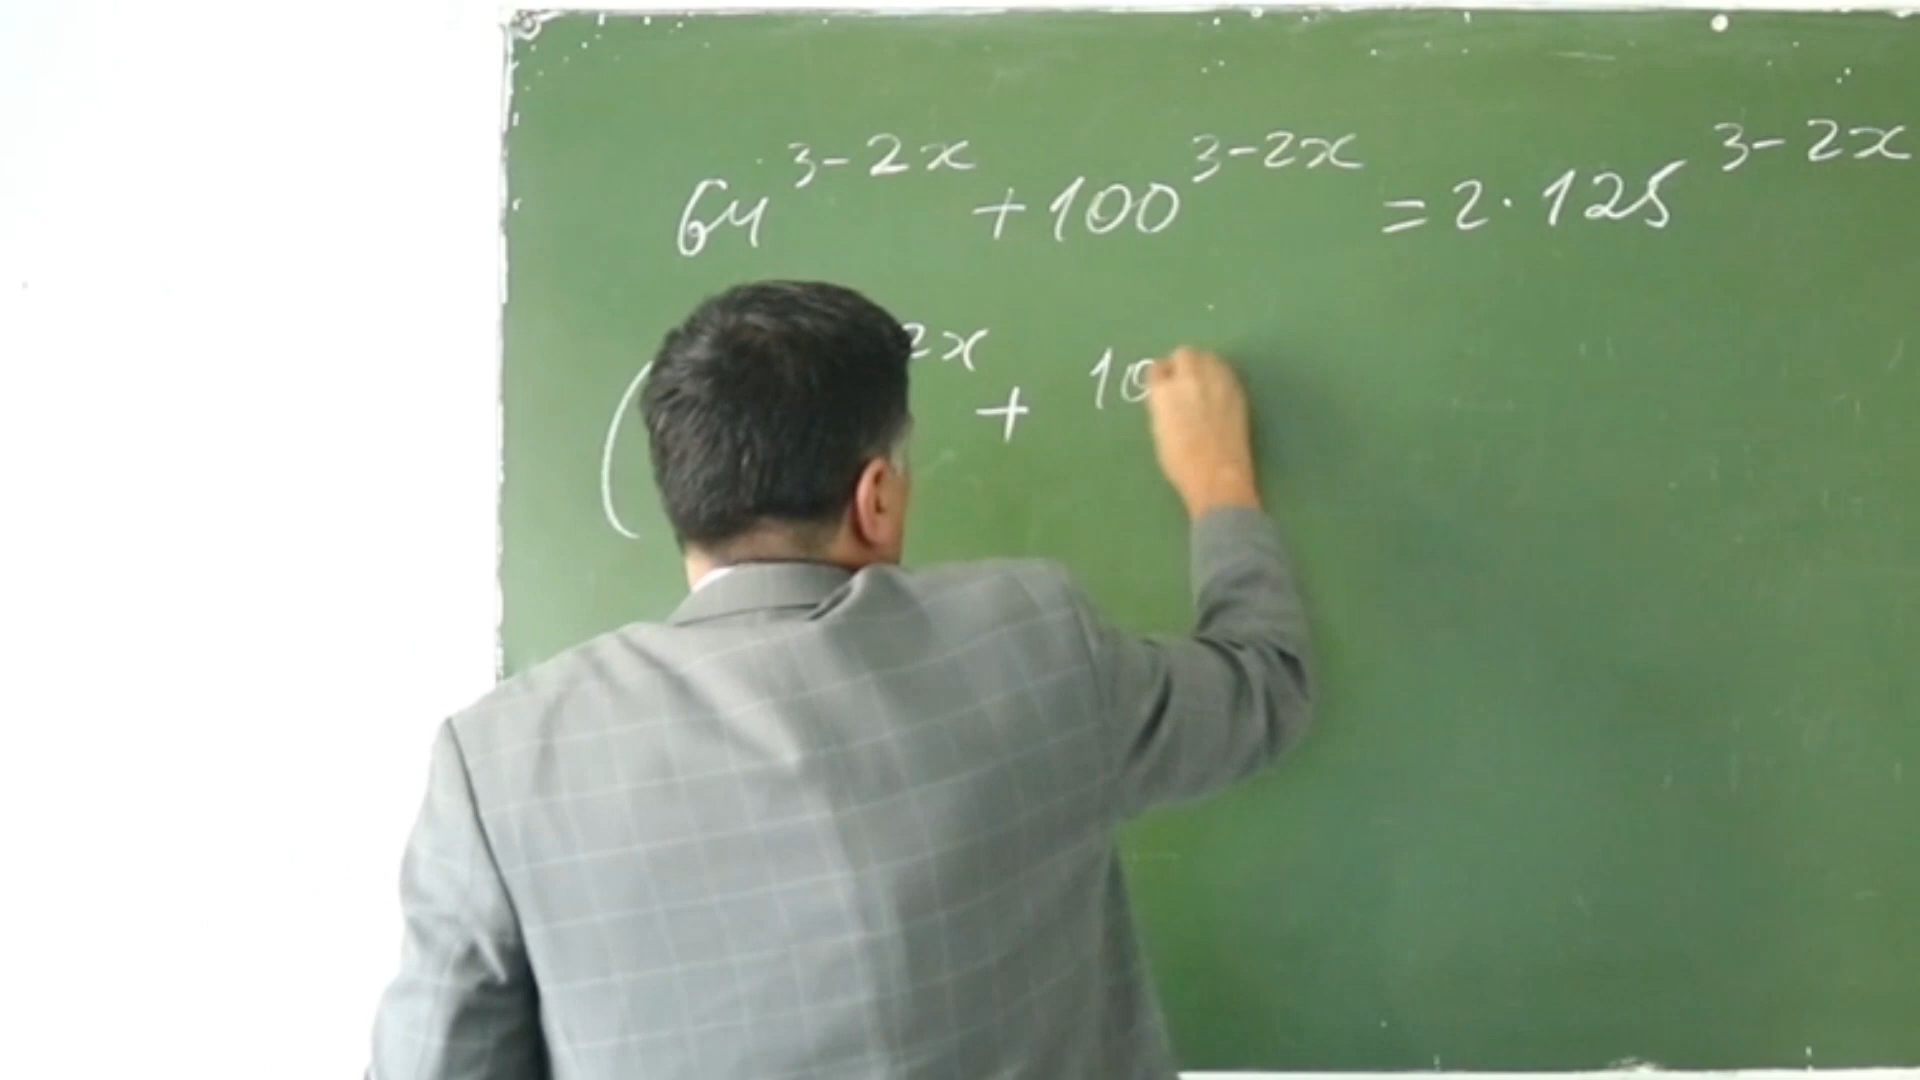 64^{3-2x} + 100^{3-2x} = 2 · 125^{3-2x}
( 2x + 10